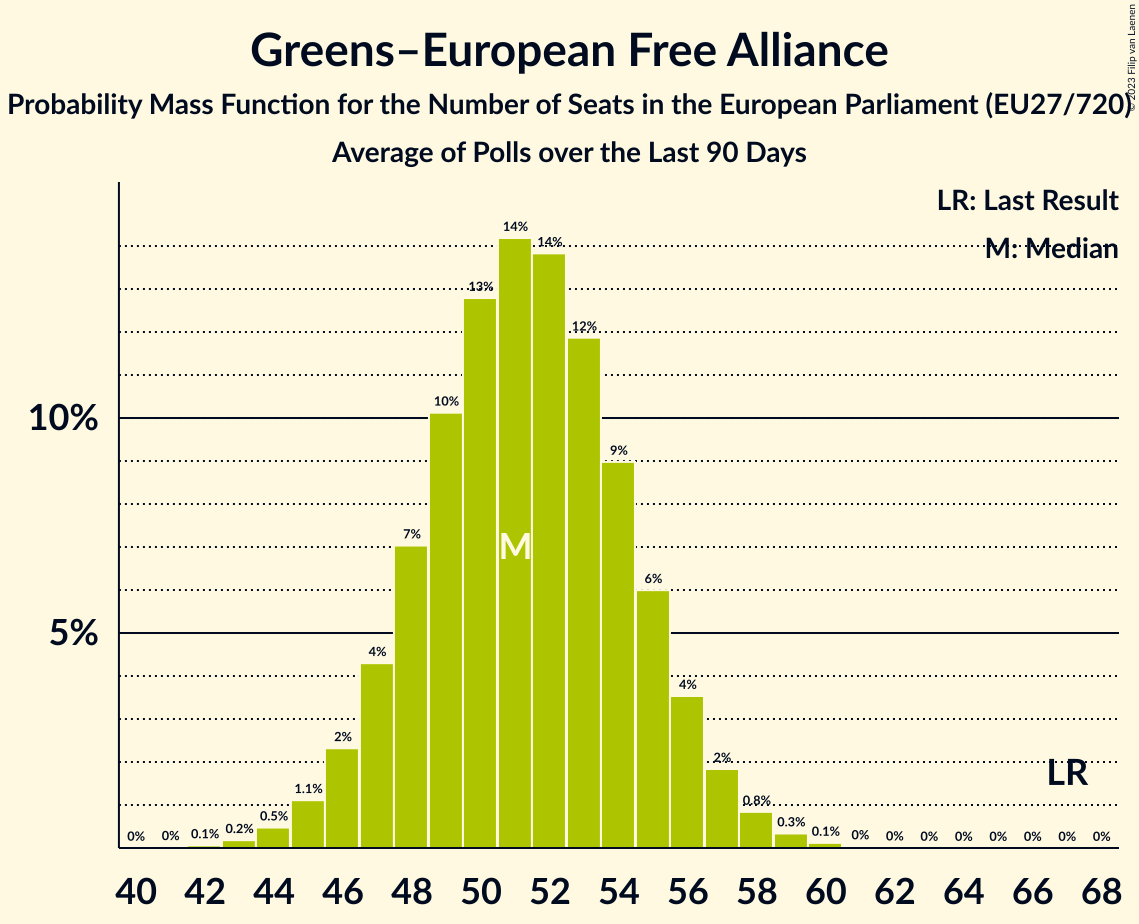 Greens–European Free Alliance
Probability Mass Function for the Number of Seats in the European Parliament (EU27/720)
Average of Polls over the Last 90 Days
© 2023 Filip van Laenen
LR: Last Result
M: Median
14%
14%
13%
12%
10%
10%
9%
7%
M
6%
5%
4%
4%
2%
2%
LR
1.1%
0.8%
0.5%
0.3%
0% 0% 0.1% 0.2% 0.1% 0% 0% 0% 0% 0% 0% 0% 0%
40 42 44 46 48 50 52 54 56 58 60 62 64 66 68